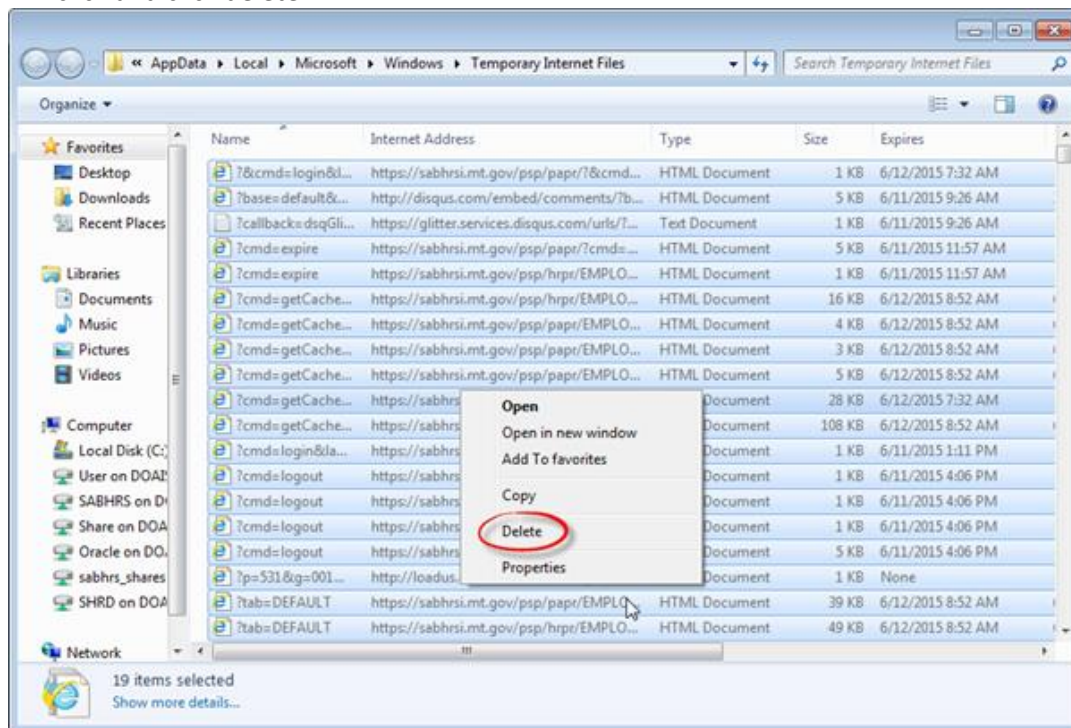 « AppData ▸ Local ▸ Microsoft ▸ Windows ▸ Temporary Internet Files Search Temporary Internet Files
Organize
Name Internet Address Type Size Expires
Favorites
Desktop ?&cmd=login&l... https://sabhrsi.mt.gov/psp/papr/?&cmd... HTML Document 1 KB 6/12/2015 7:32 AM
Downloads ?base=default&... http://disqus.com/embed/comments/?b... HTML Document 5 KB 6/11/2015 9:26 AM
Recent Places ?callback=dsqGli... https://glitter.services.disqus.com/urls/?... Text Document 1 KB 6/11/2015 9:26 AM
?cmd=expire https://sabhrsi.mt.gov/psp/papr/?cmd=... HTML Document 5 KB 6/11/2015 11:57 AM
Libraries ?cmd=expire https://sabhrsi.mt.gov/psp/hrpr/EMPLO... HTML Document 1 KB 6/11/2015 11:57 AM
Documents ?cmd=getCache... https://sabhrsi.mt.gov/psp/hrpr/EMPLO... HTML Document 16 KB 6/12/2015 8:52 AM
Music ?cmd=getCache... https://sabhrsi.mt.gov/psp/papr/EMPLO... HTML Document 4 KB 6/12/2015 8:52 AM
Pictures ?cmd=getCache... https://sabhrsi.mt.gov/psp/papr/EMPLO... HTML Document 3 KB 6/12/2015 8:52 AM
Videos ?cmd=getCache... https://sabhrsi.mt.gov/psp/papr/EMPLO... HTML Document 5 KB 6/12/2015 8:52 AM
?cmd=getCache... https://sabhrs Document 28 KB 6/12/2015 7:32 AM
Computer ?cmd=getCache... https://sabhrs Document 108 KB 6/12/2015 8:52 AM
Local Disk (C:) ?cmd=login&la... https://sabhrs Document 1 KB 6/11/2015 1:11 PM
User on DOAIS ?cmd=logout https://sabhrs Document 1 KB 6/11/2015 4:06 PM
SABHRS on D ?cmd=logout https://sabhrs Document 1 KB 6/11/2015 4:06 PM
Share on DOA ?cmd=logout https://sabhrs Document 1 KB 6/11/2015 4:06 PM
Oracle on DO ?cmd=logout https://sabhrs Document 5 KB 6/11/2015 4:06 PM
sabhrs_shares ?p=531&g=001... http://loadus. Document 1 KB None
SHRD on DOA ?tab=DEFAULT https://sabhrsi.mt.gov/psp/papr/EMPLO HTML Document 39 KB 6/12/2015 8:52 AM
?tab=DEFAULT https://sabhrsi.mt.gov/psp/hrpr/EMPLO... HTML Document 49 KB 6/12/2015 8:52 AM
Network
Open
Open in new window
Add To favorites
Copy
Delete
Properties
19 items selected
Show more details...